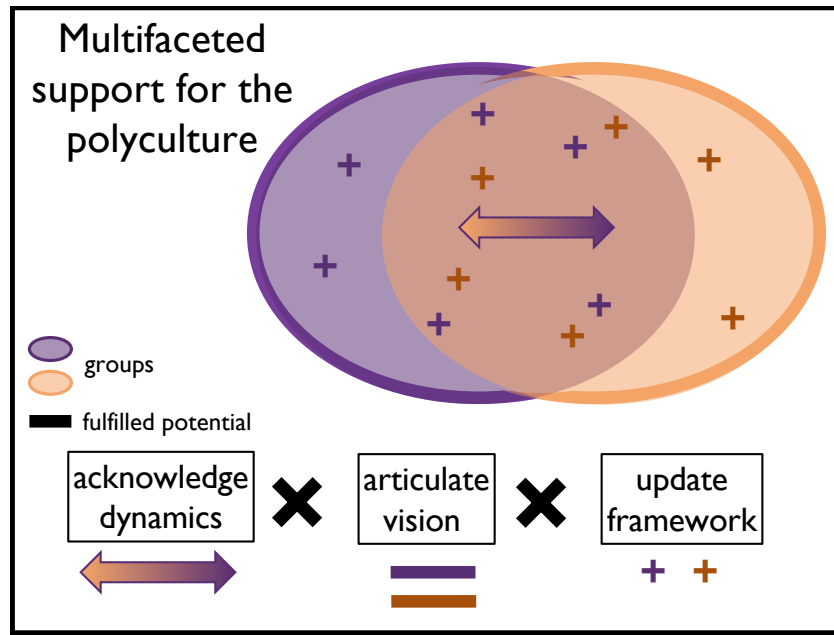 Multifaceted
support for the
polyculture
groups
fulfilled potential
acknowledge
dynamics
articulate
vision
update
framework